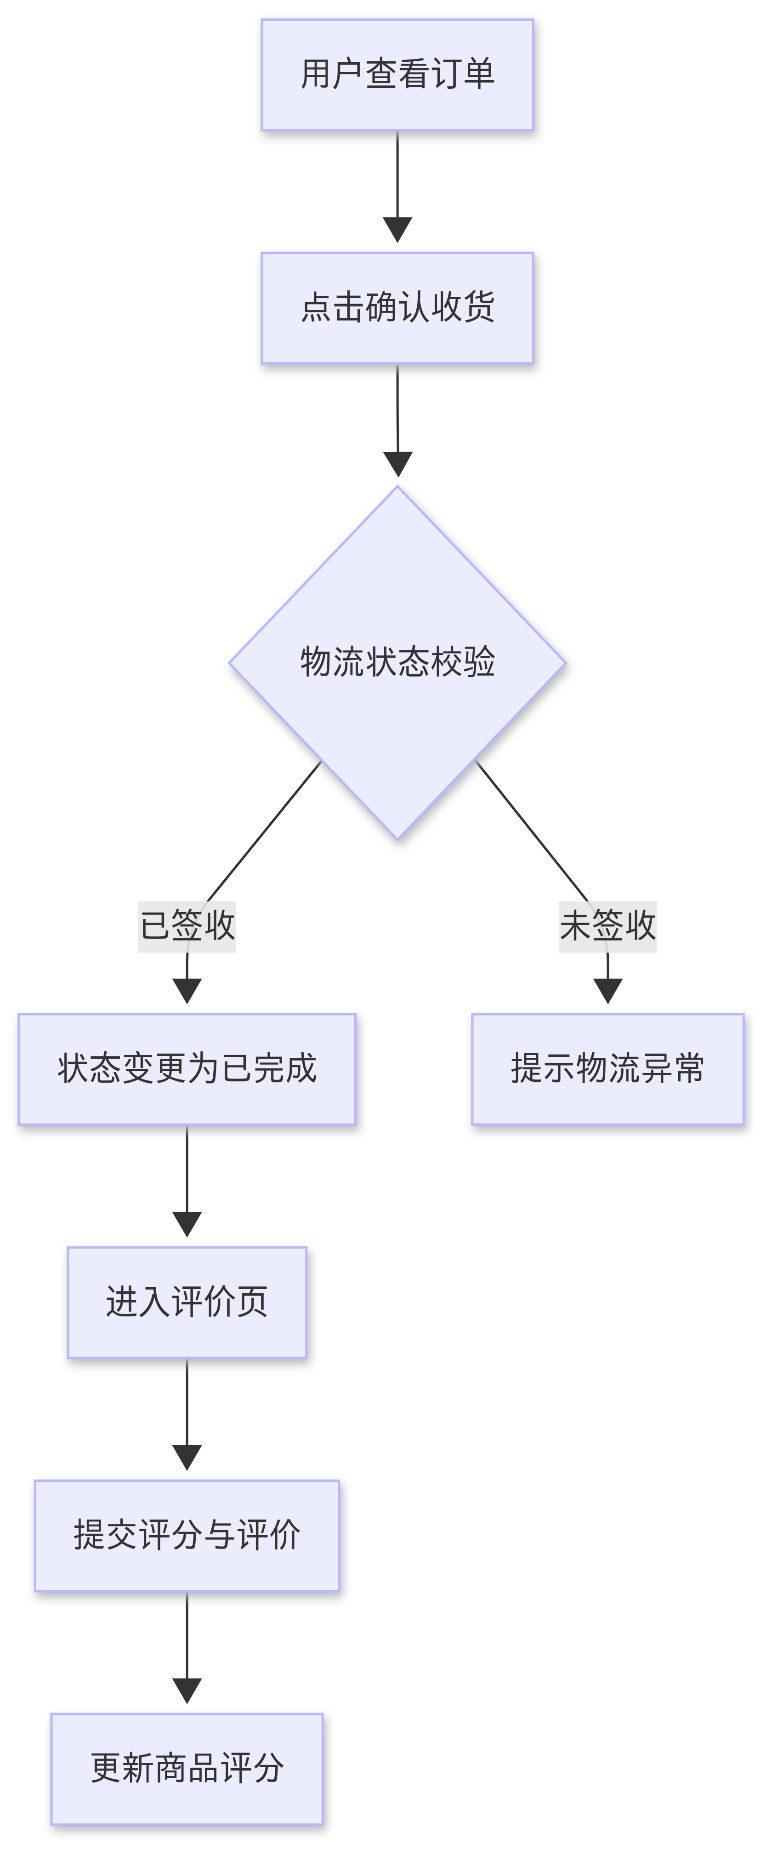 用户查看订单
点击确认收货
物流状态校验
已签收
未签收
状态变更为已完成
提示物流异常
进入评价页
提交评分与评价
更新商品评分